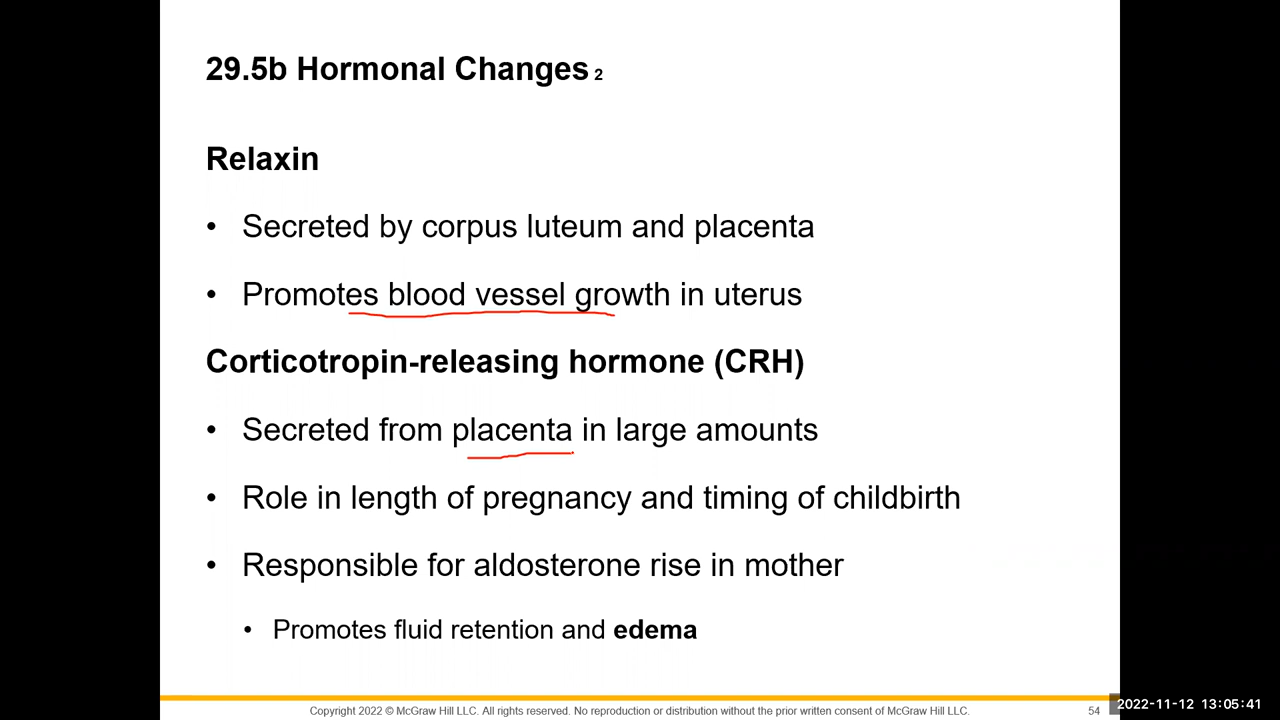 29.5b Hormonal Changes 2
Relaxin
• Secreted by corpus luteum and placenta
• Promotes blood vessel growth in uterus
Corticotropin-releasing hormone (CRH)
• Secreted from placenta in large amounts
• Role in length of pregnancy and timing of childbirth
• Responsible for aldosterone rise in mother
• Promotes fluid retention and edema
Copyright 2022 © McGraw Hill LLC. All rights reserved. No reproduction or distribution without the prior written consent of McGraw Hill LLC.
54
2022-11-12 13:05:41